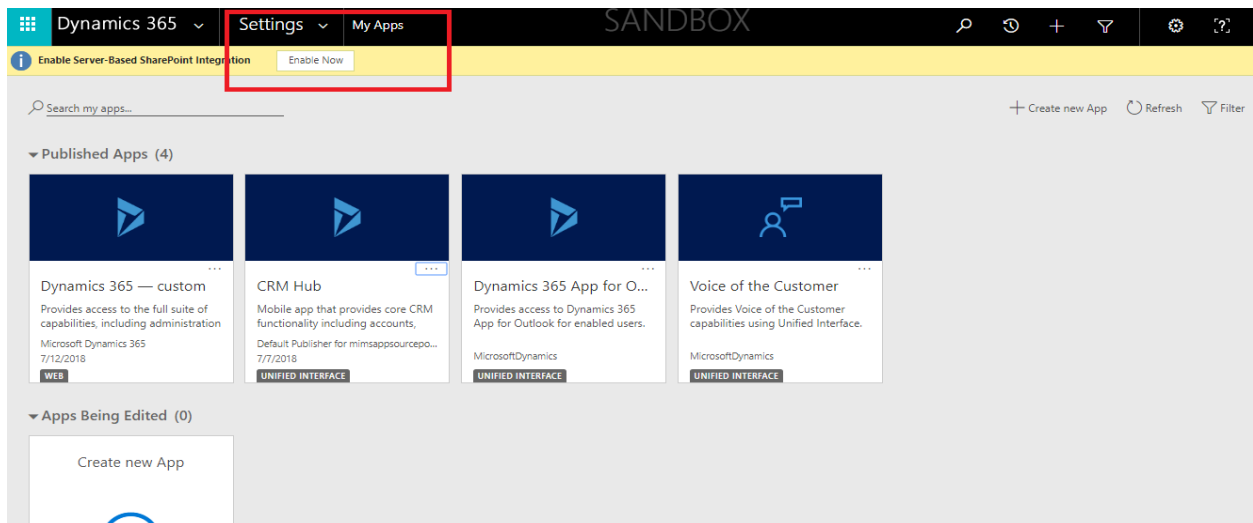 Dynamics 365 Settings My Apps SANDBOX
Enable Server-Based SharePoint Integration Enable Now
Search my apps... Create new App Refresh Filter
Published Apps (4)
Dynamics 365 — custom
Provides access to the full suite of
capabilities, including administration
Microsoft Dynamics 365
7/12/2018
WEB
CRM Hub
Mobile app that provides core CRM
functionality including accounts,
Default Publisher for mimsappsourcepo...
7/7/2018
UNIFIED INTERFACE
Dynamics 365 App for O...
Provides access to Dynamics 365
App for Outlook for enabled users.
MicrosoftDynamics
UNIFIED INTERFACE
Voice of the Customer
Provides Voice of the Customer
capabilities using Unified Interface.
MicrosoftDynamics
UNIFIED INTERFACE
Apps Being Edited (0)
Create new App